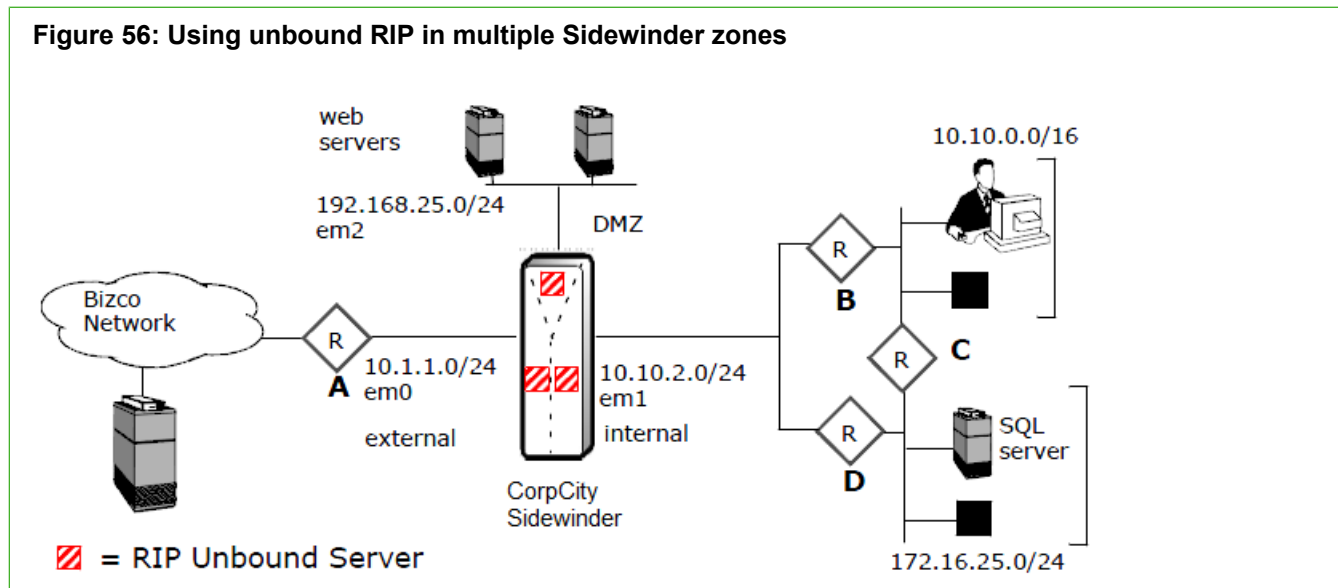 Figure 56: Using unbound RIP in multiple Sidewinder zones
web
servers
10.10.0.0/16
192.168.25.0/24
em2
DMZ
R
B
Bizco
Network
R
A
10.1.1.0/24
em0
external
10.10.2.0/24
em1
internal
R
C
R
D
SQL
server
CorpCity
Sidewinder
172.16.25.0/24
= RIP Unbound Server